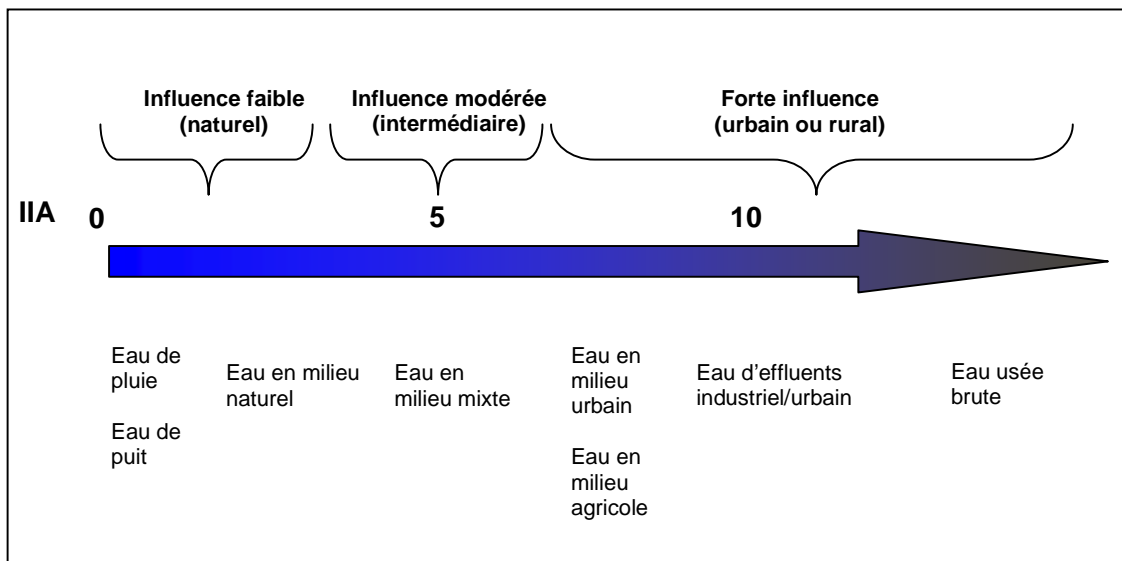 Influence faible
(naturel)
Influence modérée
(intermédiaire)
Forte influence
(urbain ou rural)
IIA
0
5
10
Eau de
pluie
Eau de
puit
Eau en milieu
naturel
Eau en
milieu mixte
Eau en
milieu
urbain
Eau en
milieu
agricole
Eau d’effluents
industriel/urbain
Eau usée
brute